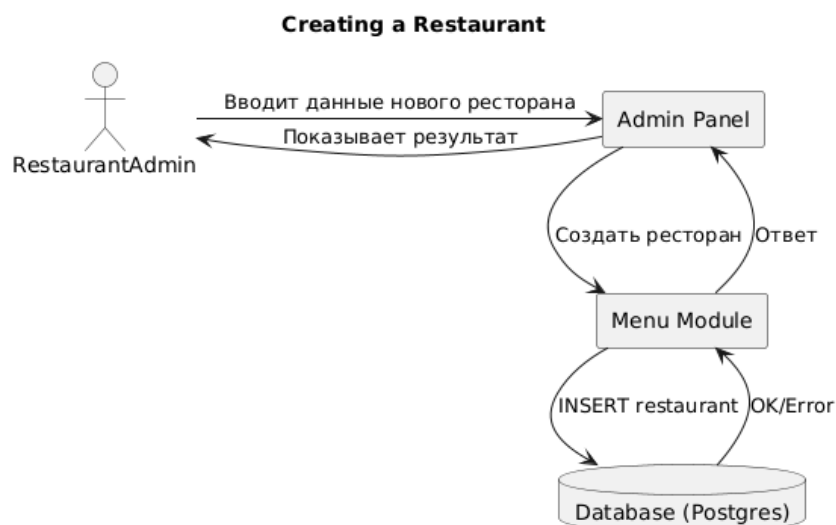 Creating a Restaurant
Вводит данные нового ресторана
Admin Panel
Показывает результат
RestaurantAdmin
Создать ресторан
Ответ
Menu Module
INSERT restaurant
OK/Error
Database (Postgres)